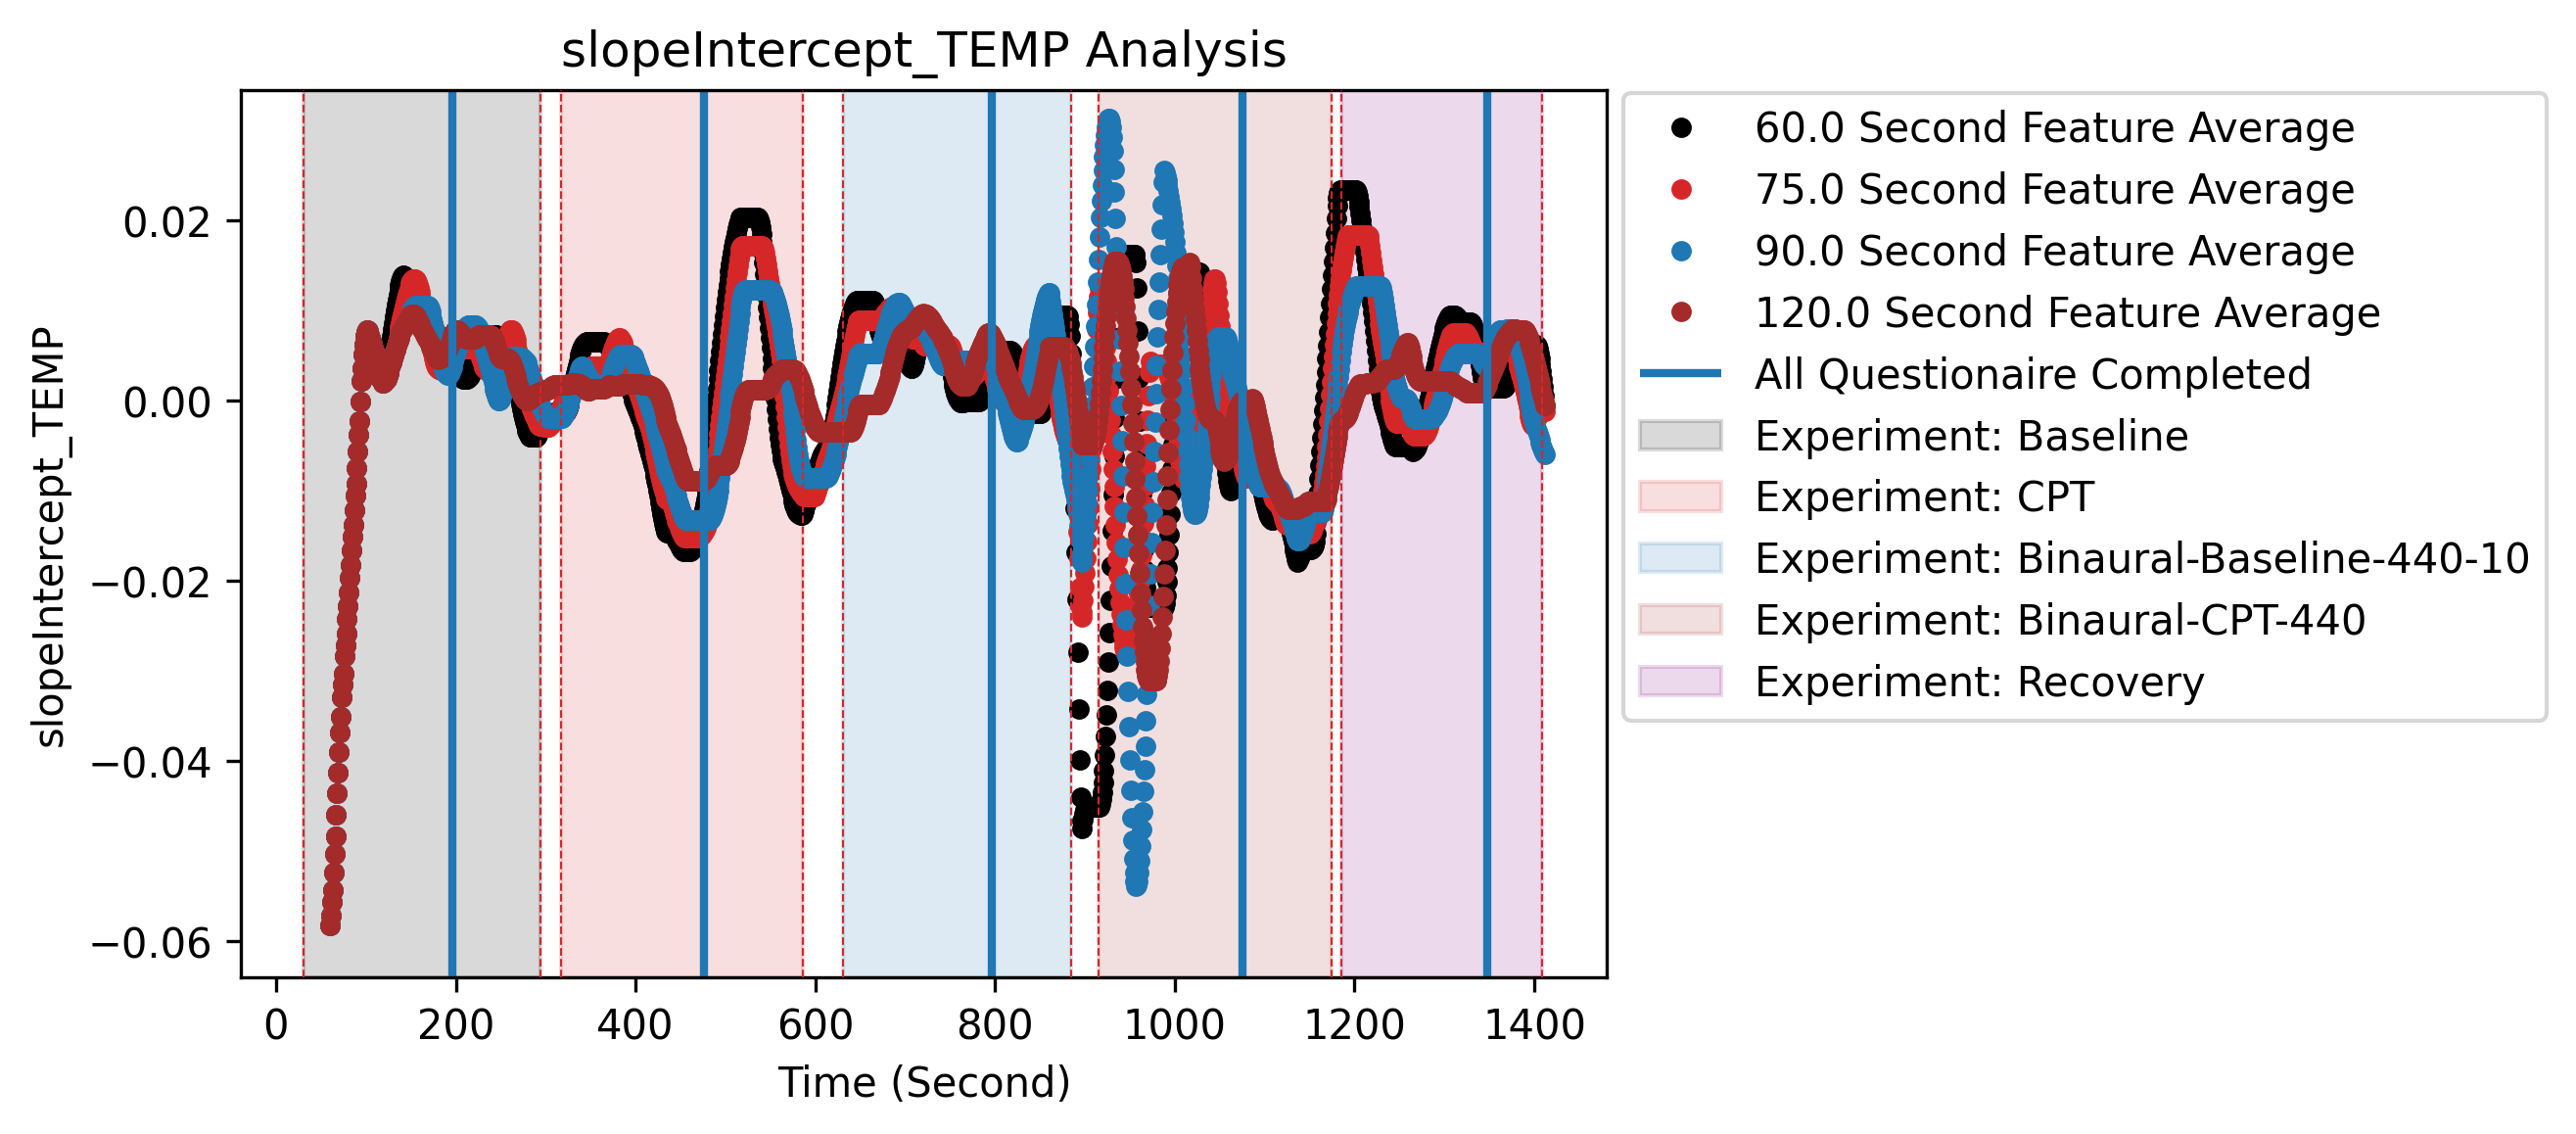 slopeIntercept_TEMP Analysis
slopeIntercept_TEMP
0.02
0.00
−0.02
−0.04
−0.06
0 200 400 600 800 1000 1200 1400
Time (Second)
60.0 Second Feature Average
75.0 Second Feature Average
90.0 Second Feature Average
120.0 Second Feature Average
All Questionaire Completed
Experiment: Baseline
Experiment: CPT
Experiment: Binaural-Baseline-440-10
Experiment: Binaural-CPT-440
Experiment: Recovery